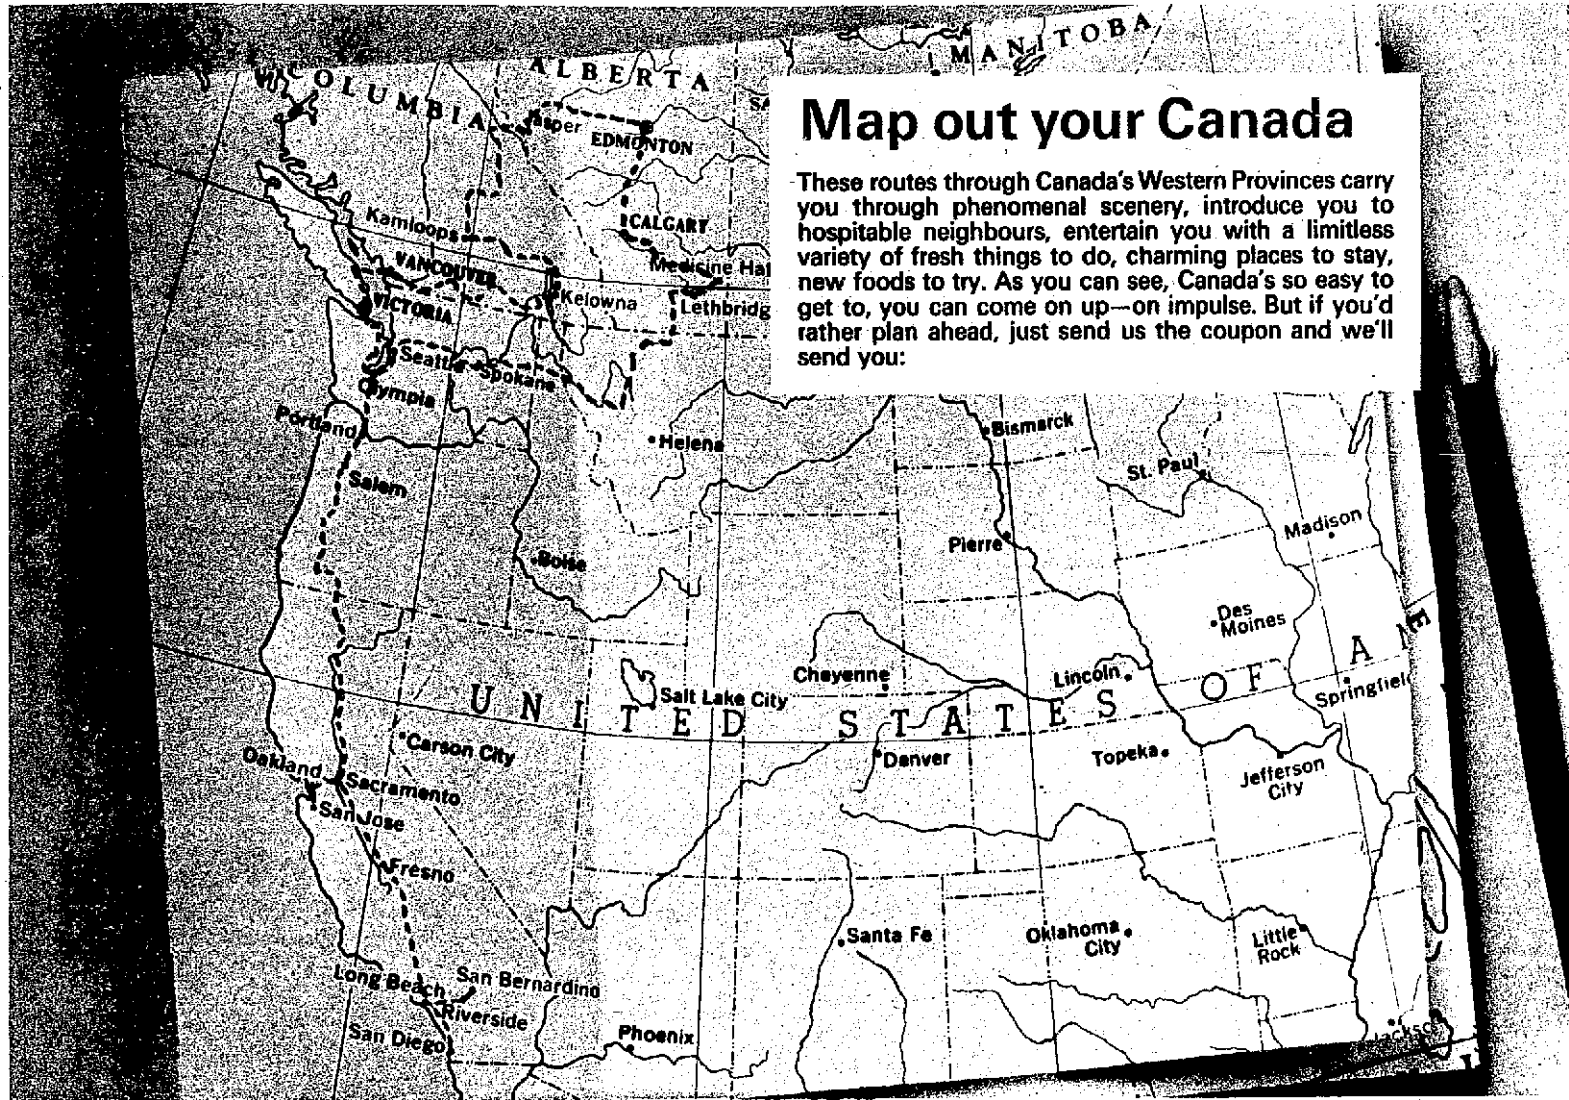 MANITOBA
COLUMBIA
ALBERTA
Map out your Canada
These routes through Canada's Western Provinces carry
you through phenomenal scenery, introduce you to
hospitable neighbours, entertain you with a limitless
variety of fresh things to do, charming places to stay,
new foods to try. As you can see, Canada's so easy to
get to, you can come on up—on impulse. But if you'd
rather plan ahead, just send us the coupon and we'll
send you:
Jasper
EDMONTON
Kamloops
CALGARY
VANCOUVER
Medicine Hat
Kelowna
Lethbridg
VICTORIA
Seattle
Spokane
Olympia
Portland
Helena
Bismarck
St. Paul
Salem
Madison
Pierre
Boise
Des
Moines
Cheyenne
Lincoln
Salt Lake City
Springfield
UNITED STATES OF AME
Carson City
Denver
Topeka
Jefferson
City
Oakland
Sacramento
San Jose
Fresno
Santa Fe
Oklahoma
City
Little
Rock
Long Beach
San Bernardino
Riverside
San Diego
Phoenix
Jackso